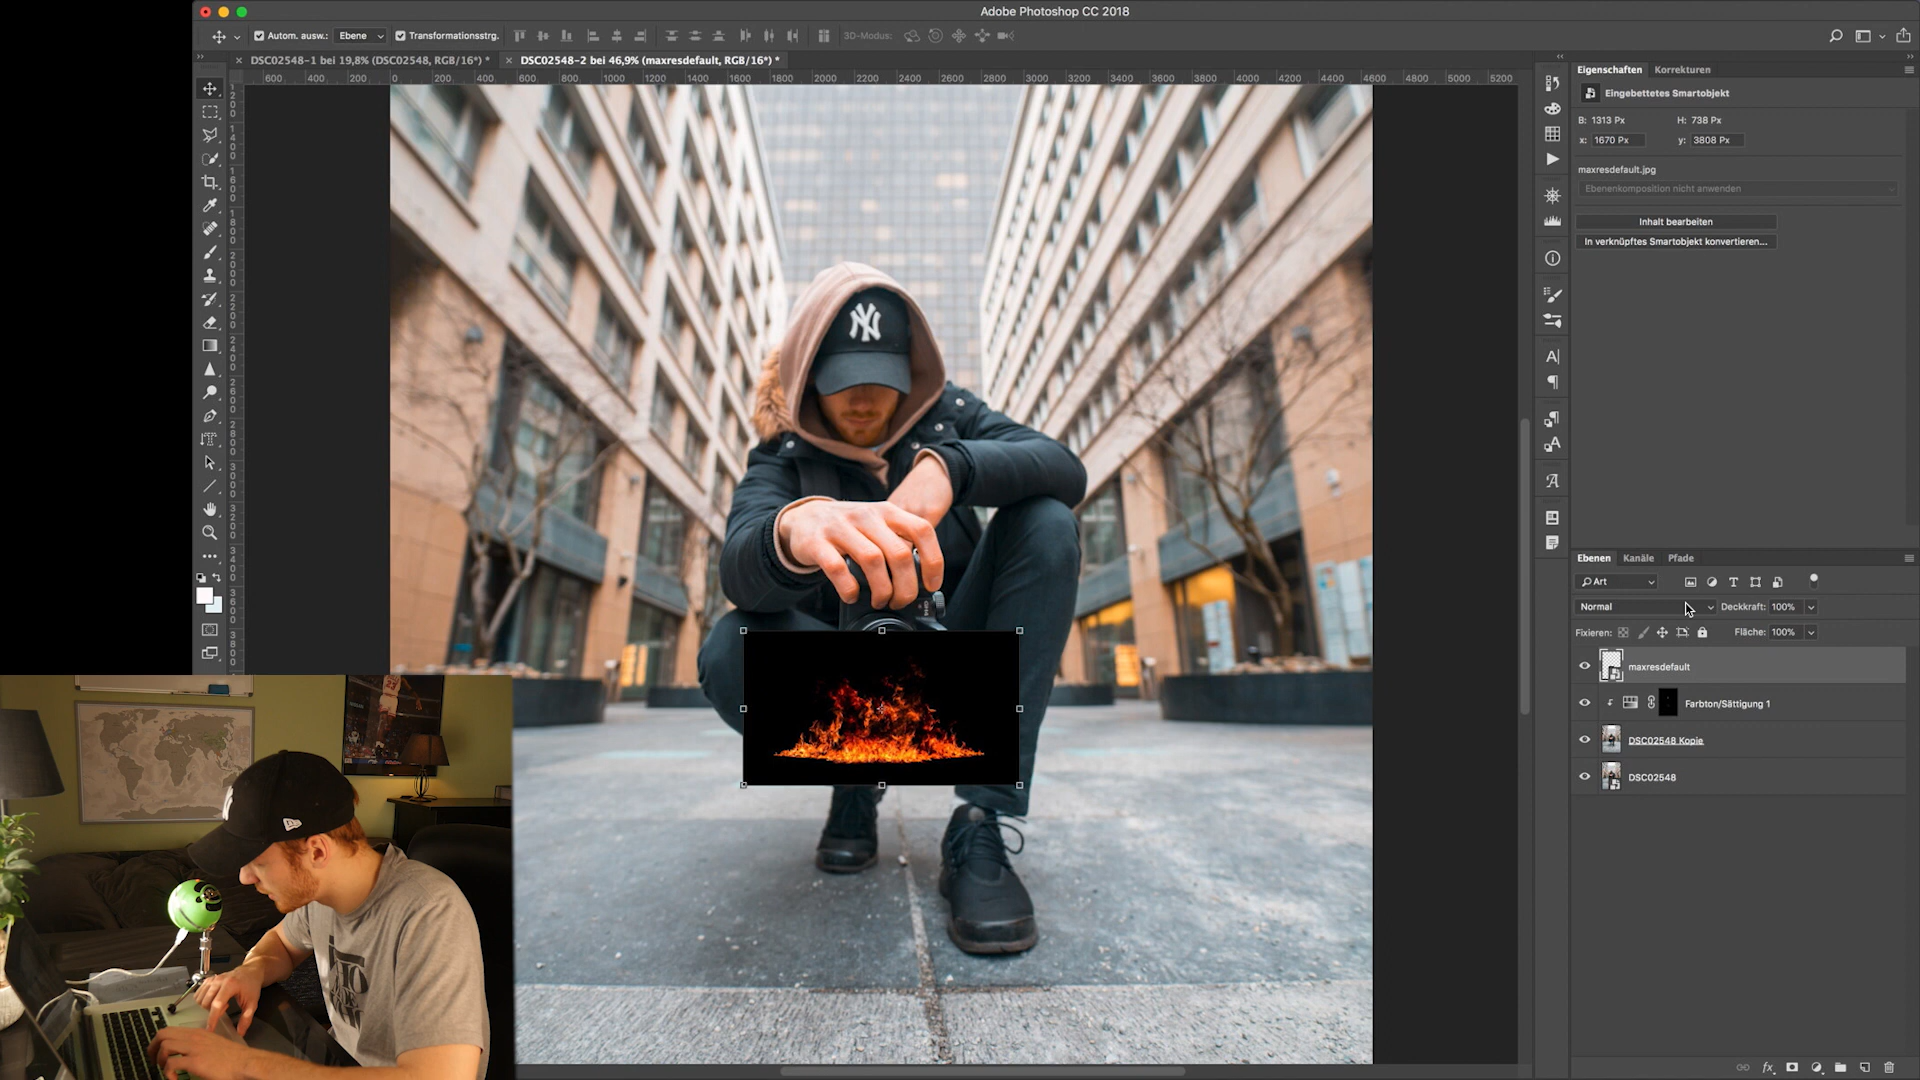 Adobe Photoshop CC 2018
Autom. ausw.: Ebene Transformationsstrg. 3D-Modus:
DSC02548-1 bei 19,8% (DSC02548, RGB/16*) * DSC02548-2 bei 46,9% (maxresdefault, RGB/16*) *
600 400 200 0 200 400 600 800 1000 1200 1400 1600 1800 2000 2200 2400 2600 2800 3000 3200 3400 3600 3800 4000 4200 4400 4600 4800 5000 5200
Eigenschaften Korrekturen
Eingebettetes Smartobjekt
B: 1313 Px H: 738 Px
x: 1670 Px y: 3808 Px
maxresdefault.jpg
Ebenenkomposition nicht anwenden
Inhalt bearbeiten
In verknüpftes Smartobjekt konvertieren...
NY
Ebenen Kanäle Pfade
Art
Normal Deckkraft: 100%
Fixieren: Fläche: 100%
maxresdefault
Farbton/Sättigung 1
DSC02548 Kopie
DSC02548